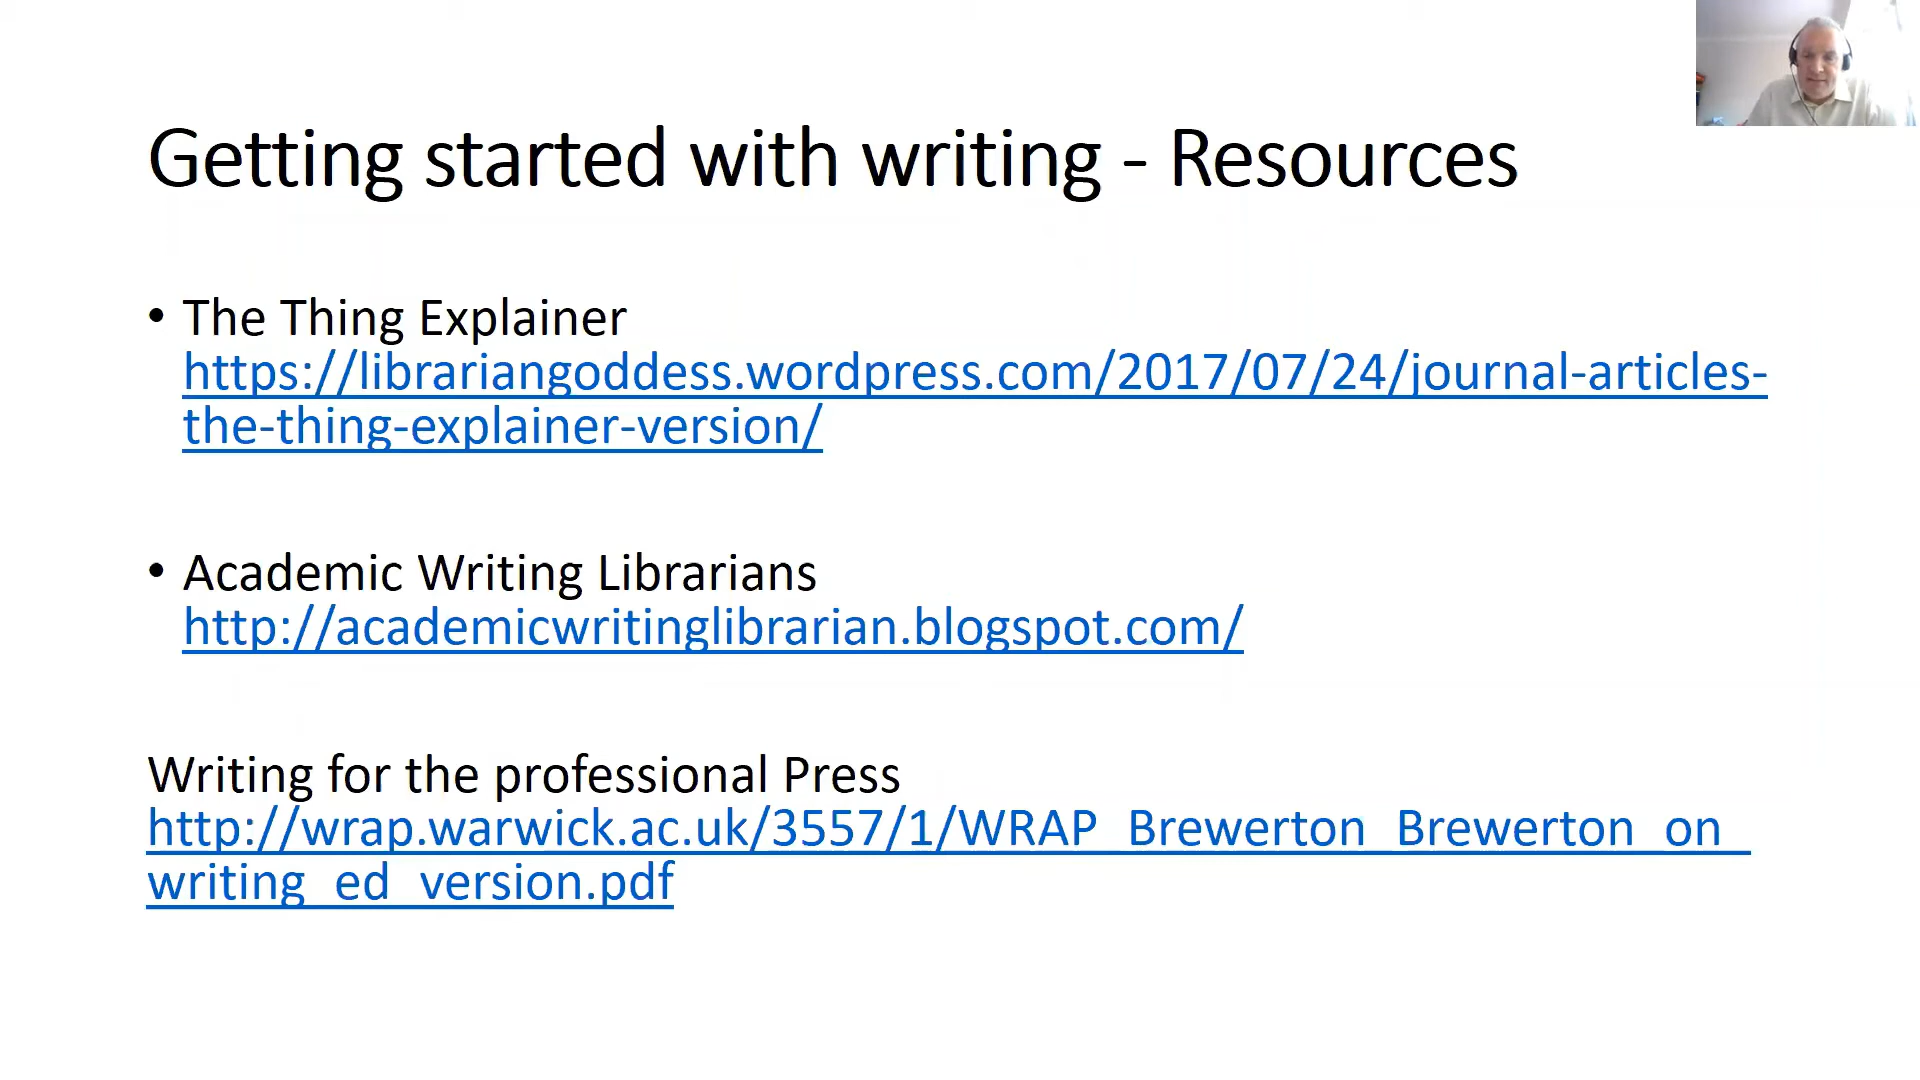 Getting started with writing - Resources
• The Thing Explainer
https://librariangoddess.wordpress.com/2017/07/24/journal-articles-
the-thing-explainer-version/
• Academic Writing Librarians
http://academicwritinglibrarian.blogspot.com/
Writing for the professional Press
http://wrap.warwick.ac.uk/3557/1/WRAP_Brewerton_Brewerton_on_
writing_ed_version.pdf